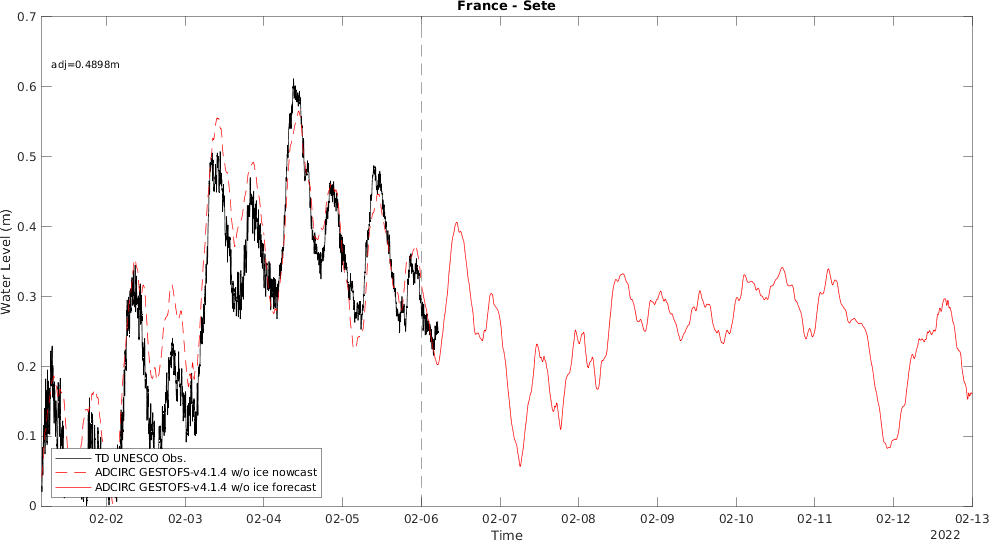 France - Sete
adj=0.4898m
0.7
0.6
0.5
0.4
0.3
0.2
0.1
0
Water Level (m)
TD UNESCO Obs.
ADCIRC GESTOFS-v4.1.4 w/o ice nowcast
ADCIRC GESTOFS-v4.1.4 w/o ice forecast
02-02 02-03 02-04 02-05 02-06 02-07 02-08 02-09 02-10 02-11 02-12 02-13
Time
2022